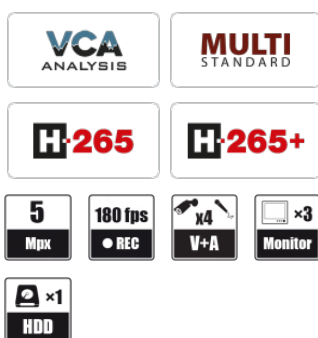 VCA
ANALYSIS
MULTI
STANDARD
H·265
H·265+
5
Mpx
180 fps
REC
x4
V+A
×3
Monitor
×1
HDD